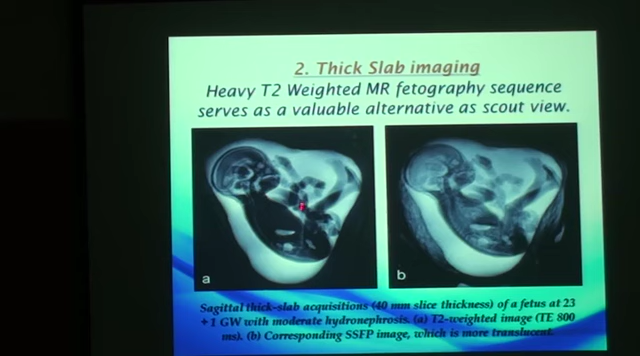 2. Thick Slab imaging
Heavy T2 Weighted MR fetography sequence
serves as a valuable alternative as scout view.
a
b
Sagittal thick-slab acquisitions (40 mm slice thickness) of a fetus at 23
+ 1 GW with moderate hydronephrosis. (a) T2-weighted image (TE 800
ms). (b) Corresponding SSFP image, which is more translucent.